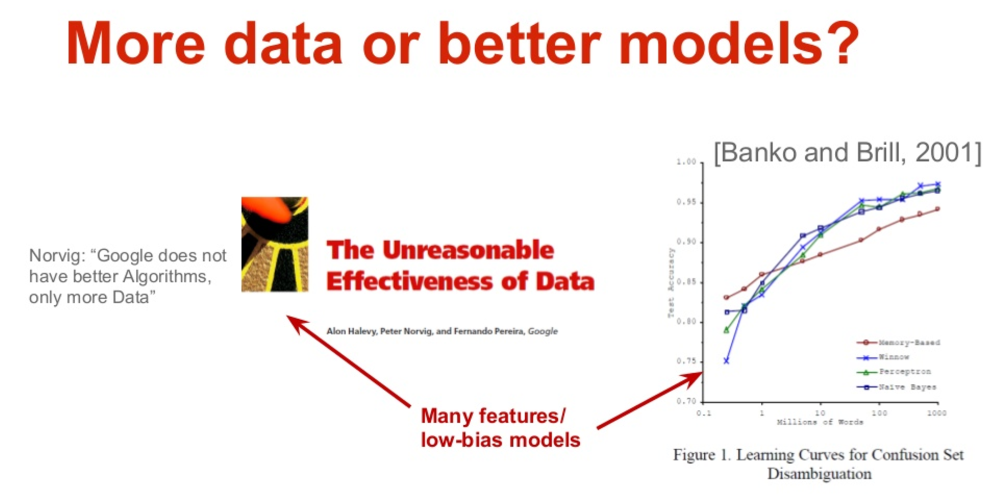 More data or better models?
Norvig: “Google does not
have better Algorithms,
only more Data”
The Unreasonable
Effectiveness of Data
Alon Halevy, Peter Norvig, and Fernando Pereira, Google
Many features/
low-bias models
[Banko and Brill, 2001]
1.00
0.95
0.90
0.85
0.80
0.75
0.70
Test Accuracy
Memory-Based
Winnow
Perceptron
Naive Bayes
0.1 1 10 100 1000
Millions of Words
Figure 1. Learning Curves for Confusion Set
Disambiguation